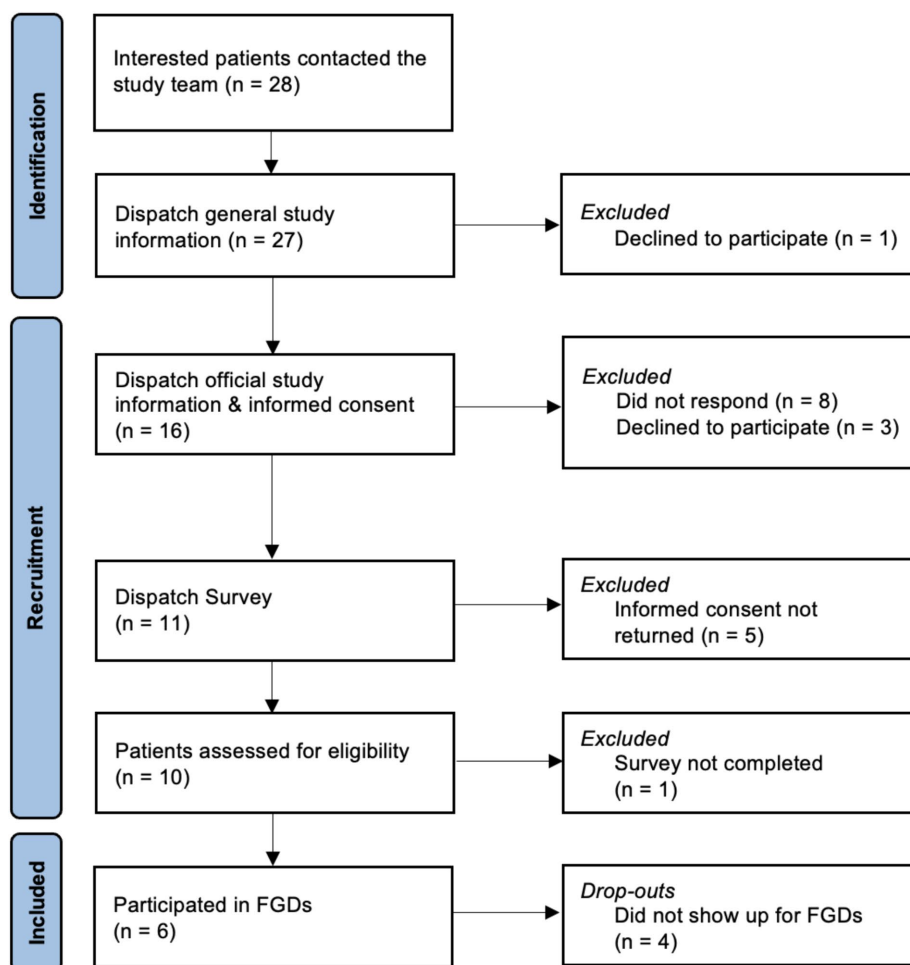 Identification
Interested patients contacted the
study team (n = 28)
Dispatch general study
information (n = 27)
Excluded
Declined to participate (n = 1)
Recruitment
Dispatch official study
information & informed consent
(n = 16)
Excluded
Did not respond (n = 8)
Declined to participate (n = 3)
Dispatch Survey
(n = 11)
Excluded
Informed consent not
returned (n = 5)
Patients assessed for eligibility
(n = 10)
Excluded
Survey not completed
(n = 1)
Included
Participated in FGDs
(n = 6)
Drop-outs
Did not show up for FGDs
(n = 4)